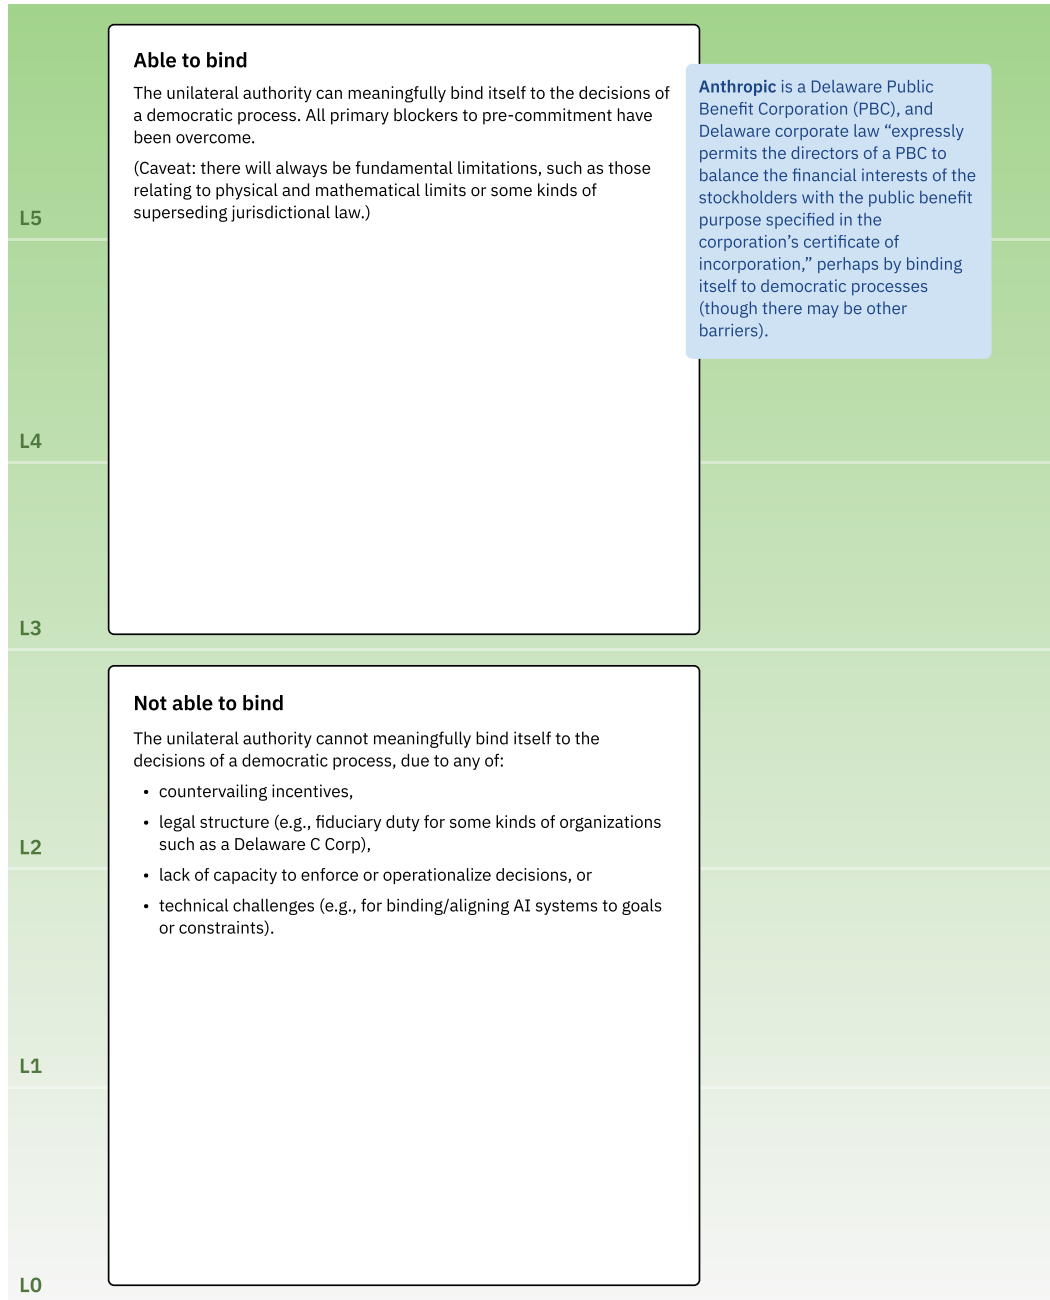 Able to bind
The unilateral authority can meaningfully bind itself to the decisions of
a democratic process. All primary blockers to pre-commitment have
been overcome.
(Caveat: there will always be fundamental limitations, such as those
relating to physical and mathematical limits or some kinds of
superseding jurisdictional law.)
Anthropic is a Delaware Public
Benefit Corporation (PBC), and
Delaware corporate law “expressly
permits the directors of a PBC to
balance the financial interests of the
stockholders with the public benefit
purpose specified in the
corporation’s certificate of
incorporation,” perhaps by binding
itself to democratic processes
(though there may be other
barriers).
L5
L4
L3
Not able to bind
The unilateral authority cannot meaningfully bind itself to the
decisions of a democratic process, due to any of:
• countervailing incentives,
• legal structure (e.g., fiduciary duty for some kinds of organizations
such as a Delaware C Corp),
• lack of capacity to enforce or operationalize decisions, or
• technical challenges (e.g., for binding/aligning AI systems to goals
or constraints).
L2
L1
L0